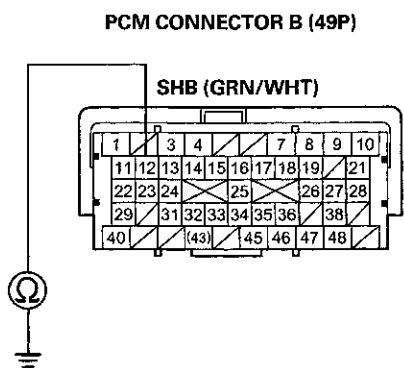 PCM CONNECTOR B (49P)
SHB (GRN/WHT)
1 3 4 7 8 9 10
11 12 13 14 15 16 17 18 19 21
22 23 24 25 26 27 28
29 31 32 33 34 35 36 38
40 (43) 45 46 47 48
Ω